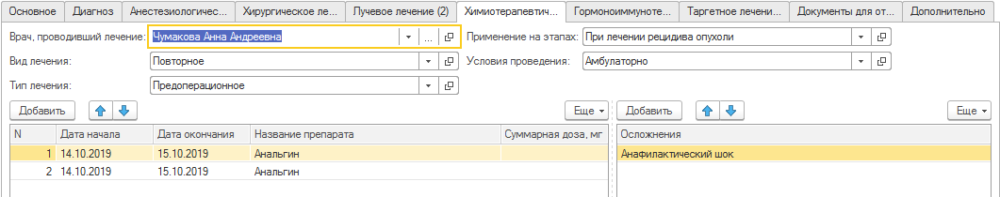 Основное Диагноз Анестезиологичес... Хирургическое ле... Лучевое лечение (2) Химиотерапевтич... Гормоноиммуноте... Таргетное лечени... Документы для от... Дополнительно
Врач, проводивший лечение: Чумакова Анна Андреевна ... Применение на этапах: При лечении рецидива опухоли
Вид лечения: Повторное Условия проведения: Амбулаторно
Тип лечения: Предоперационное
Добавить Еще Добавить Еще
N Дата начала Дата окончания Название препарата Суммарная доза, мг Осложнения
1 14.10.2019 15.10.2019 Анальгин Анафилактический шок
2 14.10.2019 15.10.2019 Анальгин